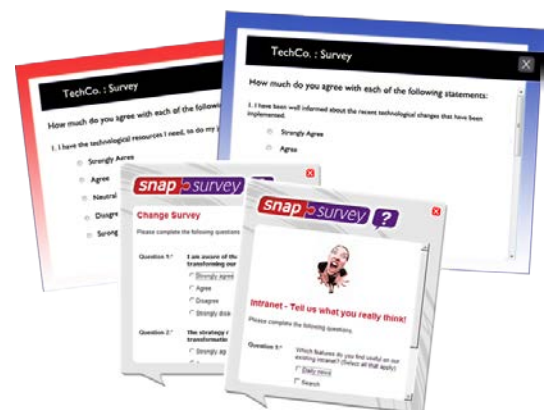 TechCo. : Survey
How much do you agree with each of the following
1. I have the technological resources I need, so do my
Strongly Agree
Agree
Neutral
Disagre
Strong
TechCo. : Survey
X
How much do you agree with each of the following statements:
1. I have been well informed about the recent technological changes that have been
implemented.
Strongly Agree
Agree
snap survey
Change Survey
Please complete the following questions
Question 1:*
I am aware of the
transforming our
Strongly agree
Agree
Disagree
Strongly disa
Question 2:*
The strategy
transformatio
Strongly ag
snap survey ?
Intranet - Tell us what you really think!
Please complete the following questions.
Question 1:*
Which features do you find useful on our
existing intranet? (Select all that apply)
Daily news
Search